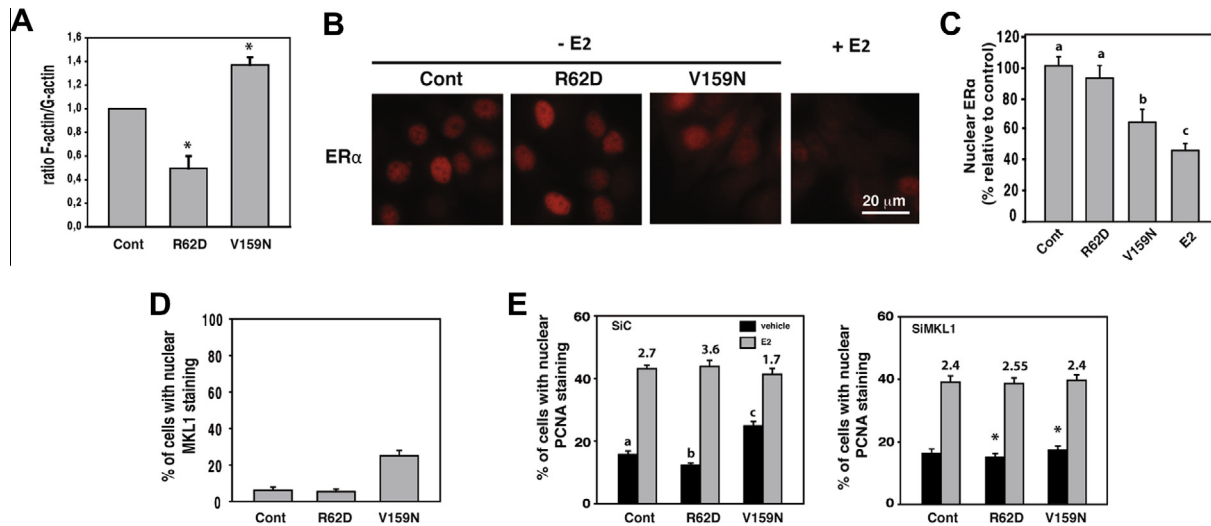 A
ratio F-actin/G-actin
1,6
1,4
1,2
1,0
0,8
0,6
0,4
0,2
0,0
*
*
Cont R62D V159N
B
- E2 + E2
Cont R62D V159N
ERα
20 μm
C
Nuclear ERα
(% relative to control)
120
100
80
60
40
20
0
a a b c
Cont R62D V159N E2
D
% of cells with nuclear
MKL1 staining
100
80
60
40
20
0
Cont R62D V159N
E
% of cells with nuclear
PCNA staining
60
40
20
0
SiC
vehicle
E2
2.7 3.6 1.7
a b c
Cont R62D V159N
% of cells with nuclear
PCNA staining
60
40
20
0
SiMKL1
2.4 2.55 2.4
* *
Cont R62D V159N